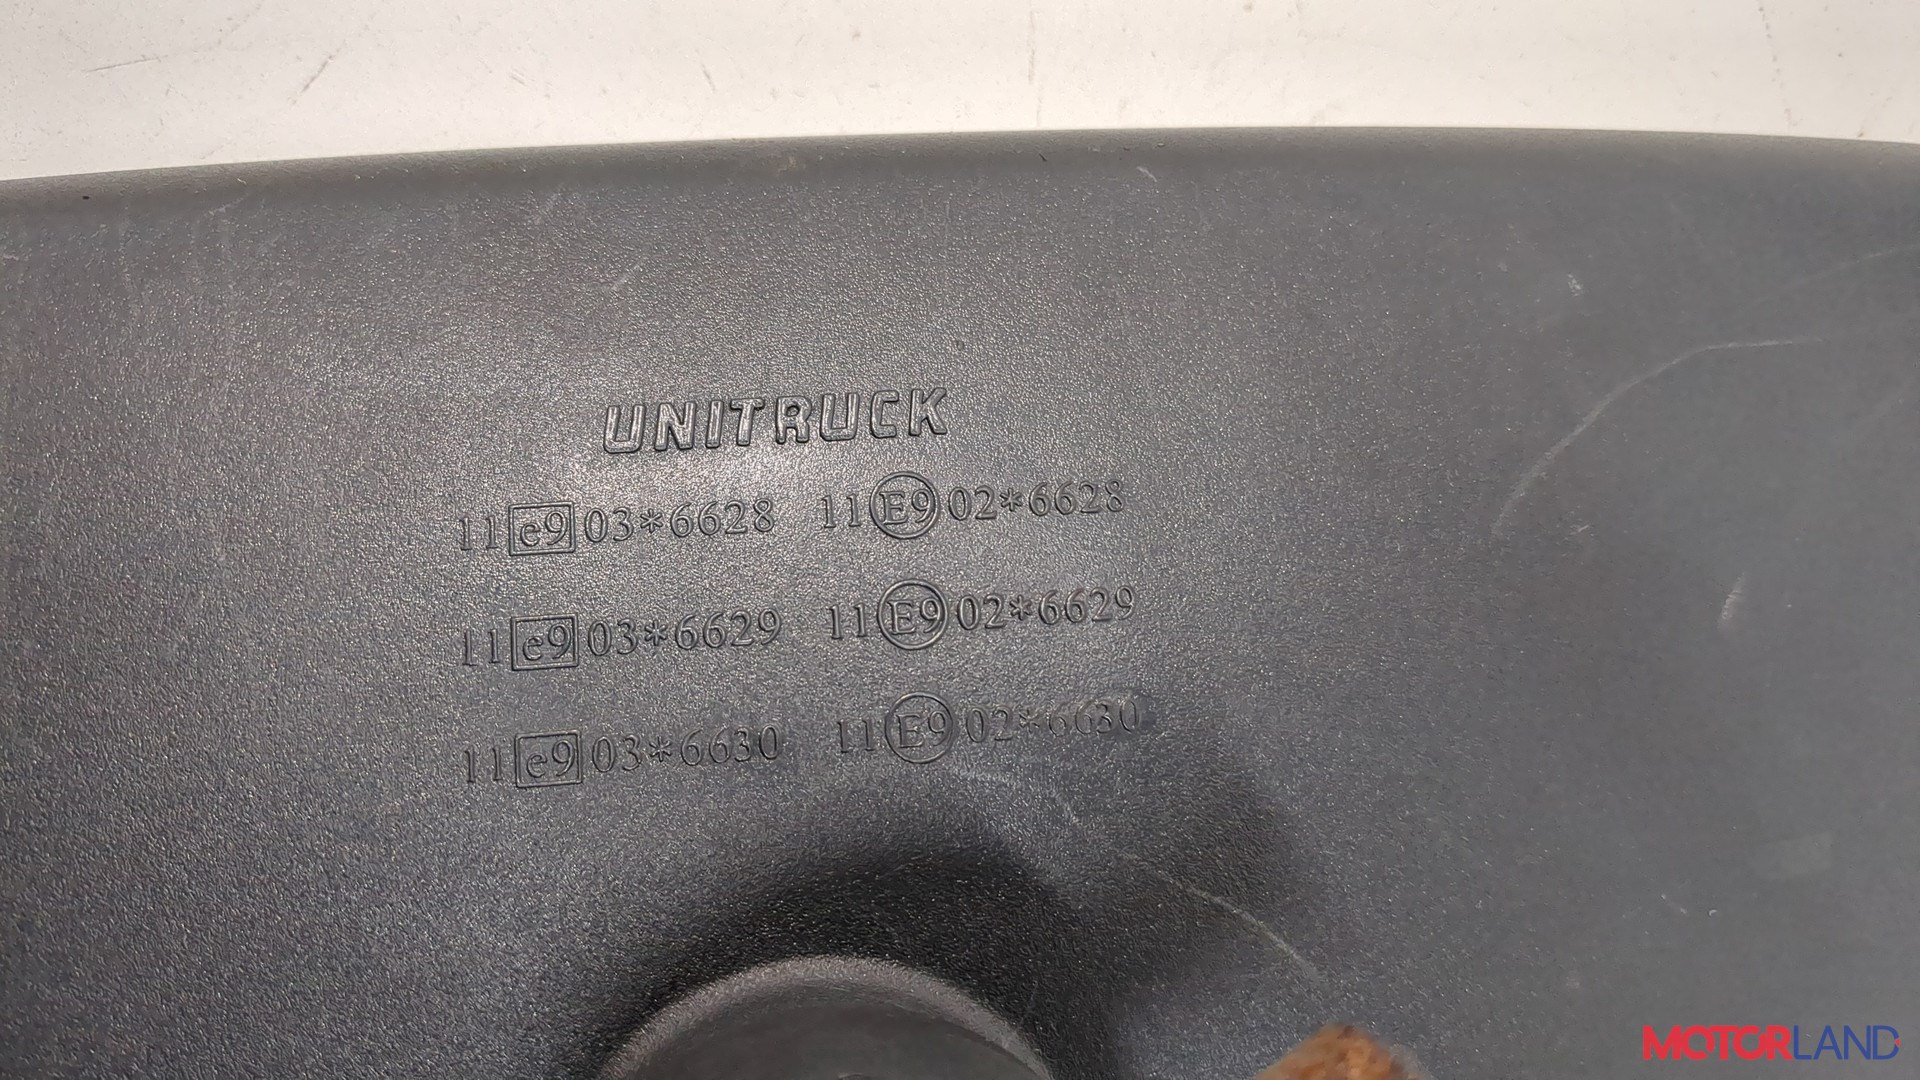 UNITRUCK
11 e9 03*6628 11 E9 02*6628
11 e9 03*6629 11 E9 02*6629
11 e9 03*6630 11 E9 02*6630
MOTORLAND